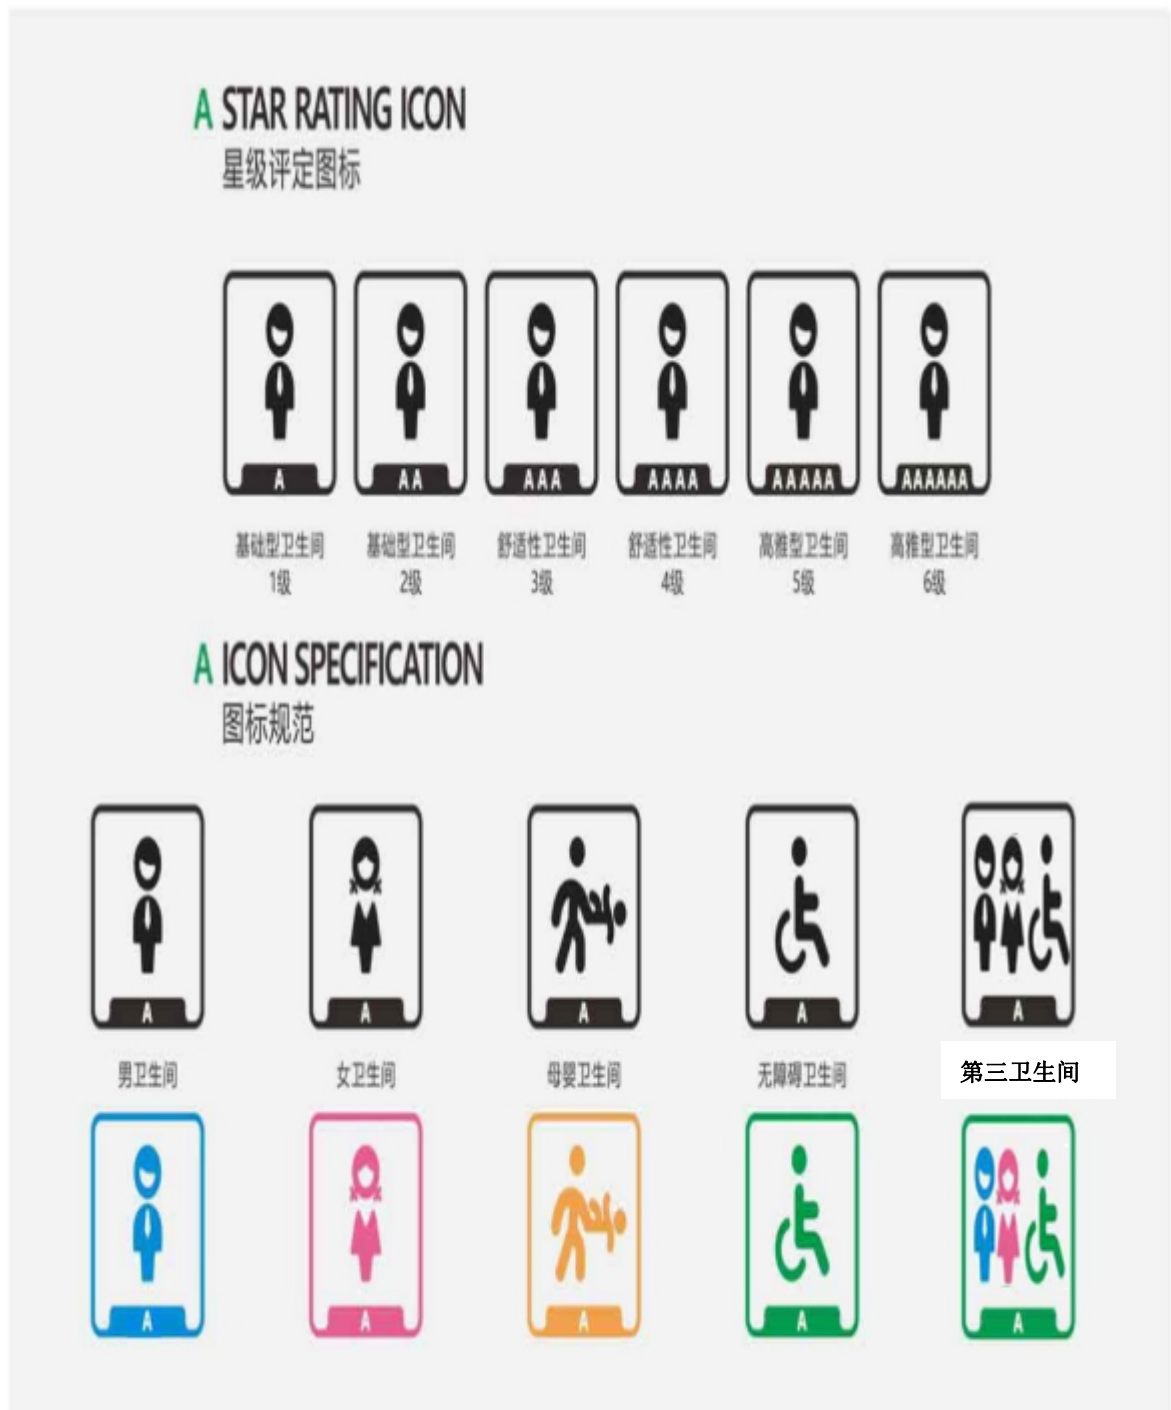 A STAR RATING ICON
星级评定图标
A
AA
AAA
AAAA
AAAAA
AAAAAA
基础型卫生间
1级
基础型卫生间
2级
舒适性卫生间
3级
舒适性卫生间
4级
高雅型卫生间
5级
高雅型卫生间
6级
A ICON SPECIFICATION
图标规范
A
A
A
A
A
男卫生间
女卫生间
母婴卫生间
无障碍卫生间
第三卫生间
A
A
A
A
A